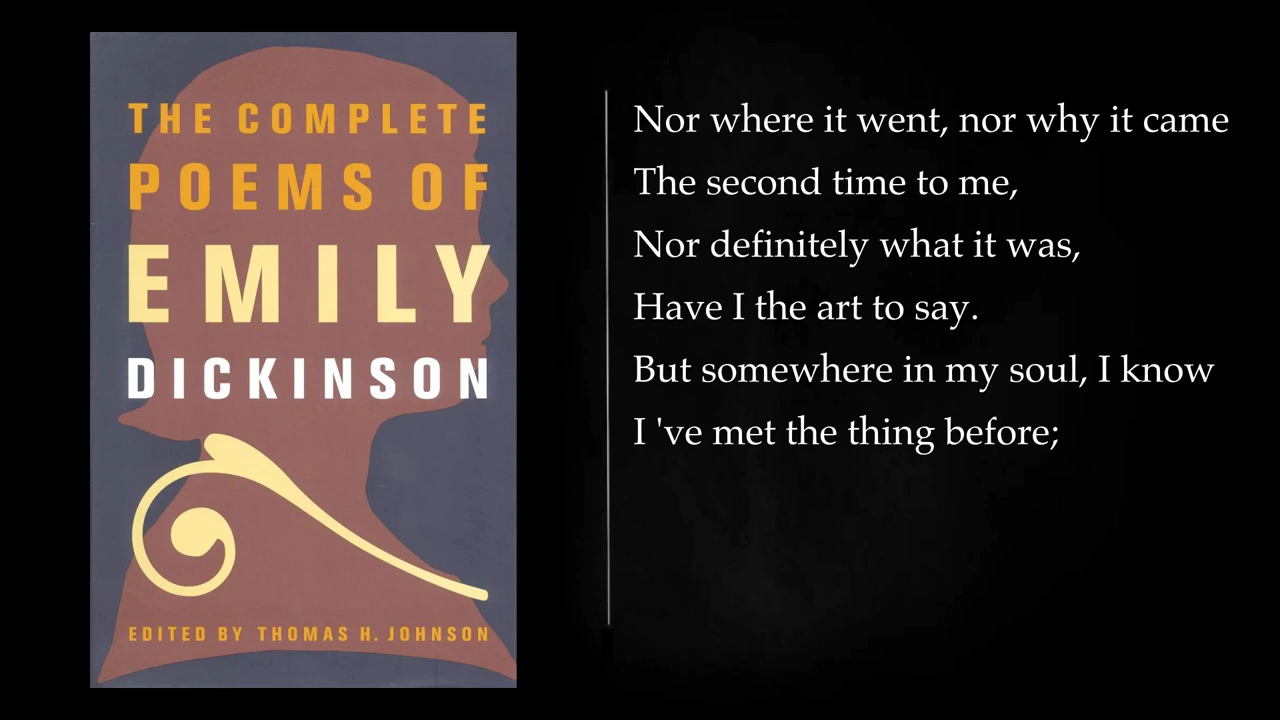 THE COMPLETE
POEMS OF
EMILY
DICKINSON
EDITED BY THOMAS H. JOHNSON
Nor where it went, nor why it came
The second time to me,
Nor definitely what it was,
Have I the art to say.
But somewhere in my soul, I know
I 've met the thing before;